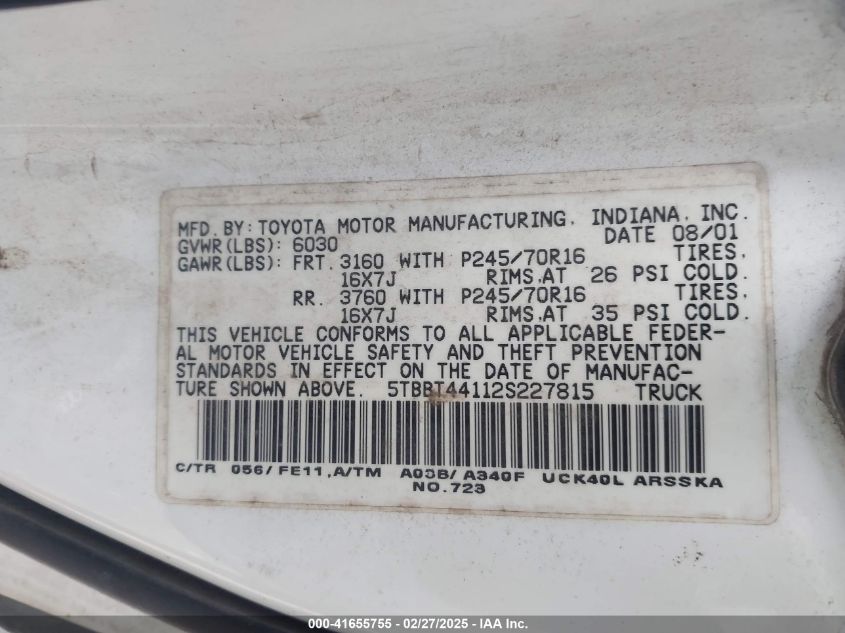 MFD. BY: TOYOTA MOTOR MANUFACTURING, INDIANA, INC.
GVWR(LBS): 6030 DATE 08/01
GAWR(LBS): FRT. 3160 WITH P245/70R16 TIRES,
16X7J RIMS,AT 26 PSI COLD.
RR. 3760 WITH P245/70R16 TIRES,
16X7J RIMS,AT 35 PSI COLD.
THIS VEHICLE CONFORMS TO ALL APPLICABLE FEDER-
AL MOTOR VEHICLE SAFETY AND THEFT PREVENTION
STANDARDS IN EFFECT ON THE DATE OF MANUFAC-
TURE SHOWN ABOVE. 5TBBT44112S227815 TRUCK
C/TR 056/FE11,A/TM A03B/A340F UCK40L ARSSKA
NO.723
000-41655755 - 02/27/2025 - IAA Inc.